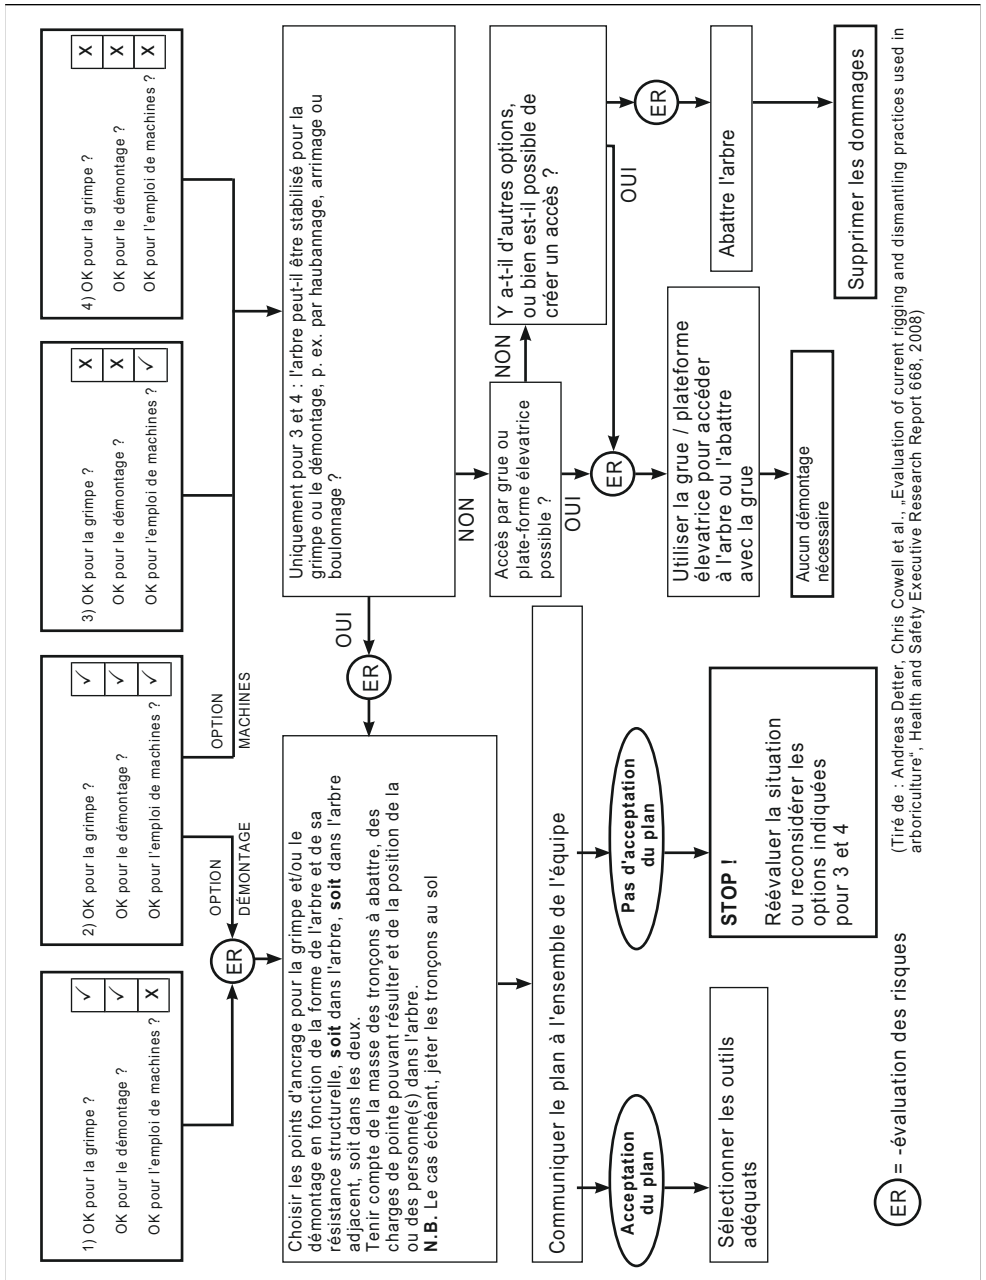 1) OK pour la grimpe ? ✓
OK pour le démontage ? ✓
OK pour l'emploi de machines ? X
2) OK pour la grimpe ? ✓
OK pour le démontage ? ✓
OK pour l'emploi de machines ? ✓
3) OK pour la grimpe ? X
OK pour le démontage ? X
OK pour l'emploi de machines ? ✓
4) OK pour la grimpe ? X
OK pour le démontage ? X
OK pour l'emploi de machines ? X
ER
OPTION
DÉMONTAGE
OPTION
MACHINES
Choisir les points d'ancrage pour la grimpe et/ou le
démontage en fonction de la forme de l'arbre et de sa
résistance structurelle, soit dans l'arbre, soit dans l'arbre
adjacent, soit dans les deux.
Tenir compte de la masse des tronçons à abattre, des
charges de pointe pouvant résulter et de la position de la
ou des personne(s) dans l'arbre.
N.B. Le cas échéant, jeter les tronçons au sol
ER
OUI
Uniquement pour 3 et 4 : l'arbre peut-il être stabilisé pour la
grimpe ou le démontage, p. ex. par haubannage, arrimage ou
boulonnage ?
NON
Accès par grue ou
plate-forme élevatrice
possible ?
NON
OUI
Y a-t-il d'autres options,
ou bien est-il possible de
créer un accès ?
OUI
ER
ER
Communiquer le plan à l'ensemble de l'équipe
Acceptation
du plan
Pas d'acceptation
du plan
Utiliser la grue / plateforme
élevatrice pour accéder
à l'arbre ou l'abattre
avec la grue
Abattre l'arbre
Sélectionner les outils
adéquats
STOP !
Réévaluer la situation
ou reconsidérer les
options indiquées
pour 3 et 4
Aucun démontage
nécessaire
Supprimer les dommages
ER = -évaluation des risques
(Tiré de : Andreas Detter, Chris Cowell et al., „Evaluation of current rigging and dismantling practices used in
arboriculture“, Health and Safety Executive Research Report 668, 2008)